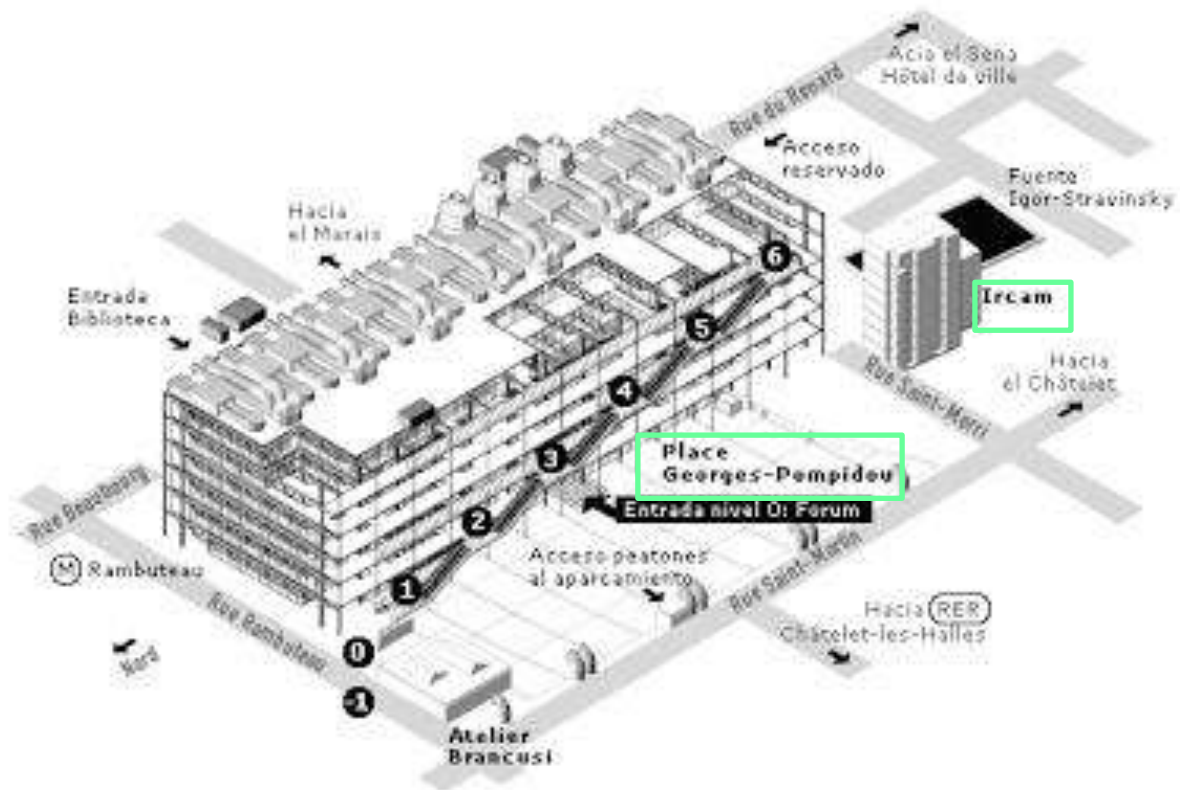 Acia el Sena
Hôtel de ville
Rue du Renard
Acceso
reservado
Fuente
Igor-Stravinsky
Hacia
el Marais
6
Entrada
Biblioteca
Ircam
5
Hacia
el Châtelet
Rue Saint-Merri
4
Place
Georges-Pompidou
3
Entrada nivel 0: Forum
Rue Beaubourg
2
Acceso peatones
al aparcamiento
Rue Saint-Martin
M Rambuteau
1
Rue Rambuteau
Hacia RER
Châtelet-les-Halles
Nord
0
-1
Atelier
Brancusi